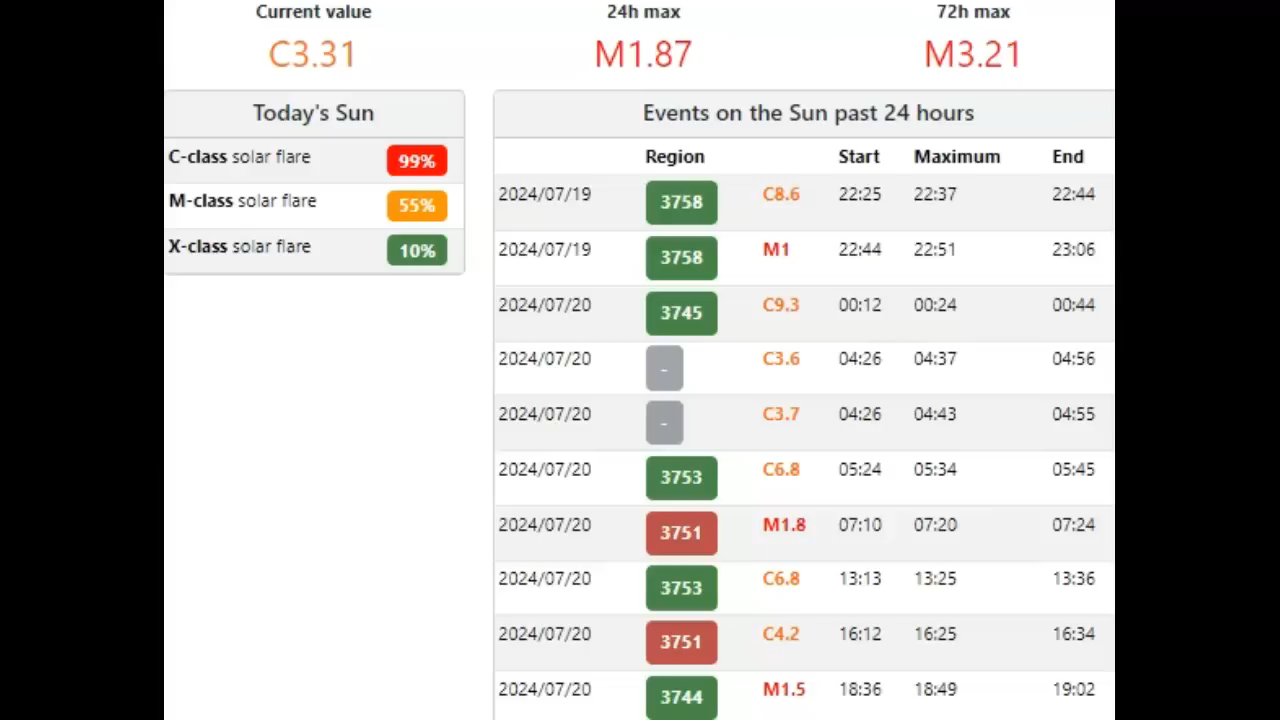 Current value 24h max 72h max
C3.31 M1.87 M3.21
Today's Sun
C-class solar flare 99%
M-class solar flare 55%
X-class solar flare 10%
Events on the Sun past 24 hours
Region Start Maximum End
2024/07/19 3758 C8.6 22:25 22:37 22:44
2024/07/19 3758 M1 22:44 22:51 23:06
2024/07/20 3745 C9.3 00:12 00:24 00:44
2024/07/20 - C3.6 04:26 04:37 04:56
2024/07/20 - C3.7 04:26 04:43 04:55
2024/07/20 3753 C6.8 05:24 05:34 05:45
2024/07/20 3751 M1.8 07:10 07:20 07:24
2024/07/20 3753 C6.8 13:13 13:25 13:36
2024/07/20 3751 C4.2 16:12 16:25 16:34
2024/07/20 3744 M1.5 18:36 18:49 19:02